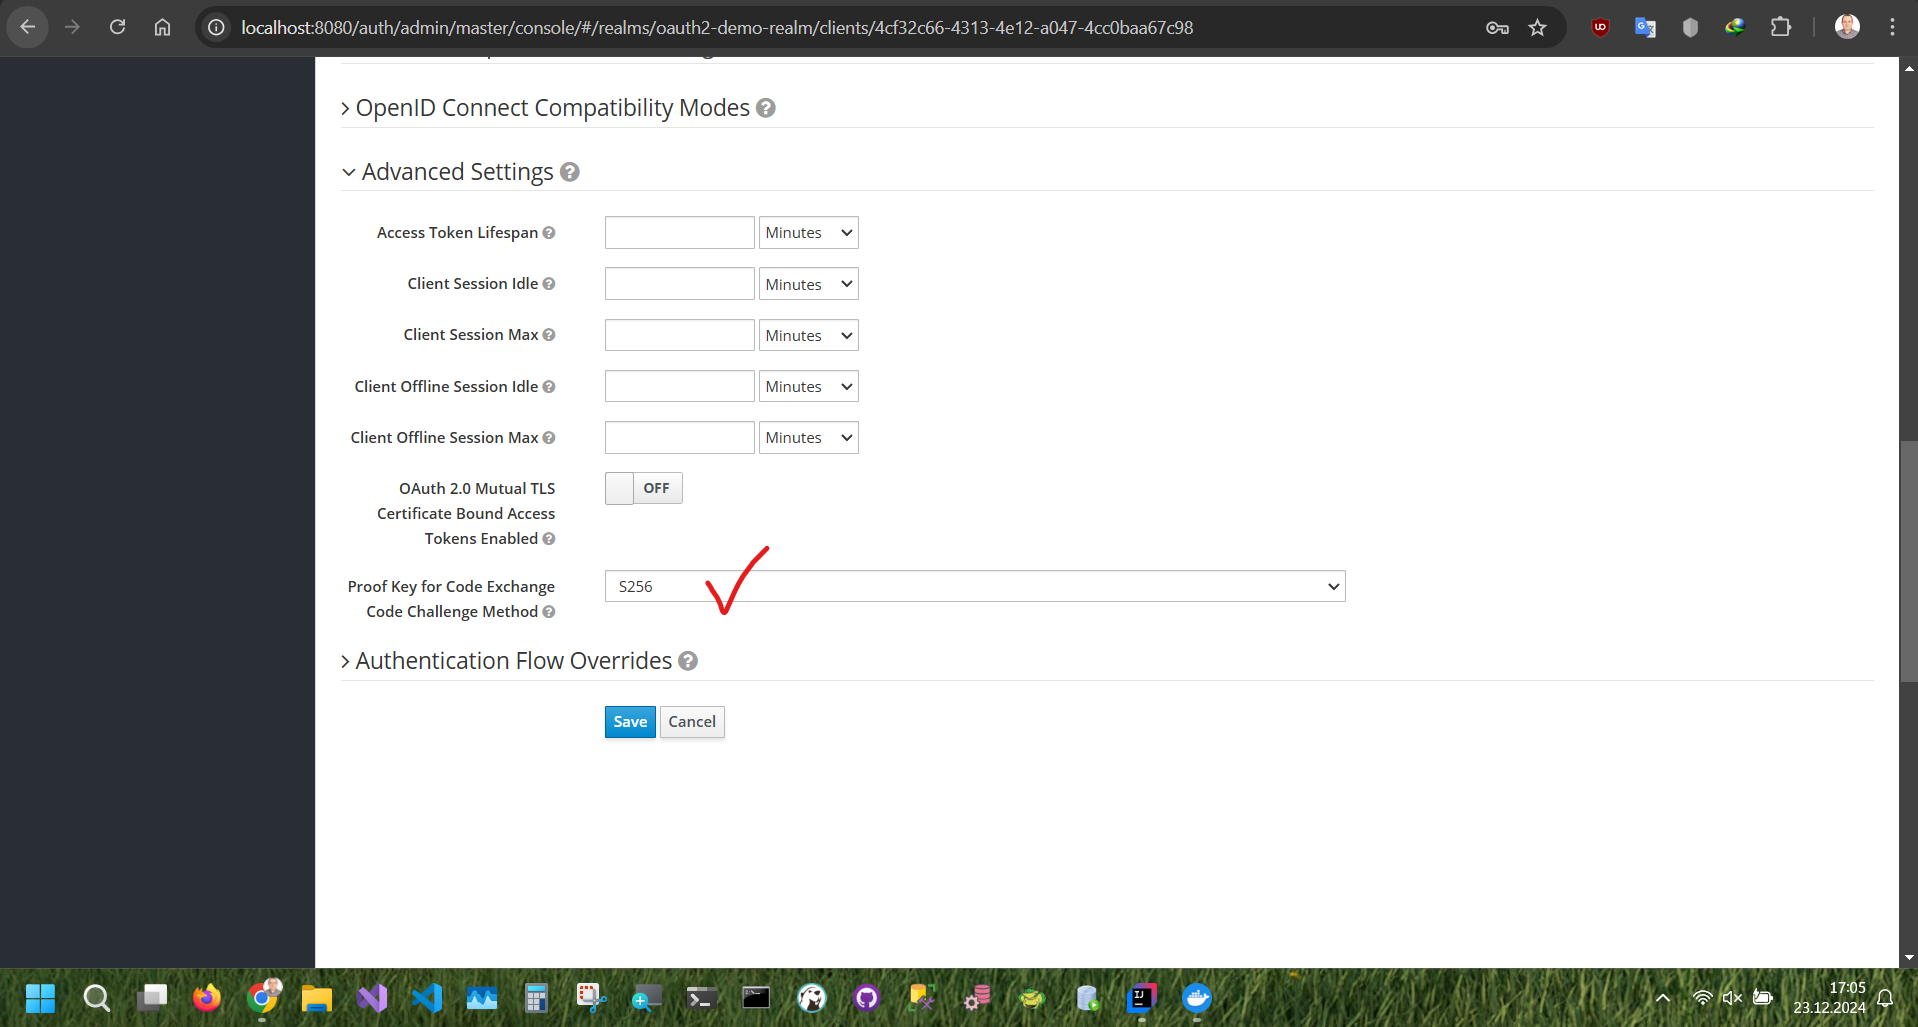 localhost:8080/auth/admin/master/console/#/realms/oauth2-demo-realm/clients/4cf32c66-4313-4e12-a047-4cc0baa67c98
OpenID Connect Compatibility Modes
Advanced Settings
Access Token Lifespan
Minutes
Client Session Idle
Minutes
Client Session Max
Minutes
Client Offline Session Idle
Minutes
Client Offline Session Max
Minutes
OAuth 2.0 Mutual TLS
Certificate Bound Access
Tokens Enabled
OFF
Proof Key for Code Exchange
Code Challenge Method
S256
Authentication Flow Overrides
Save Cancel
17:05
23.12.2024